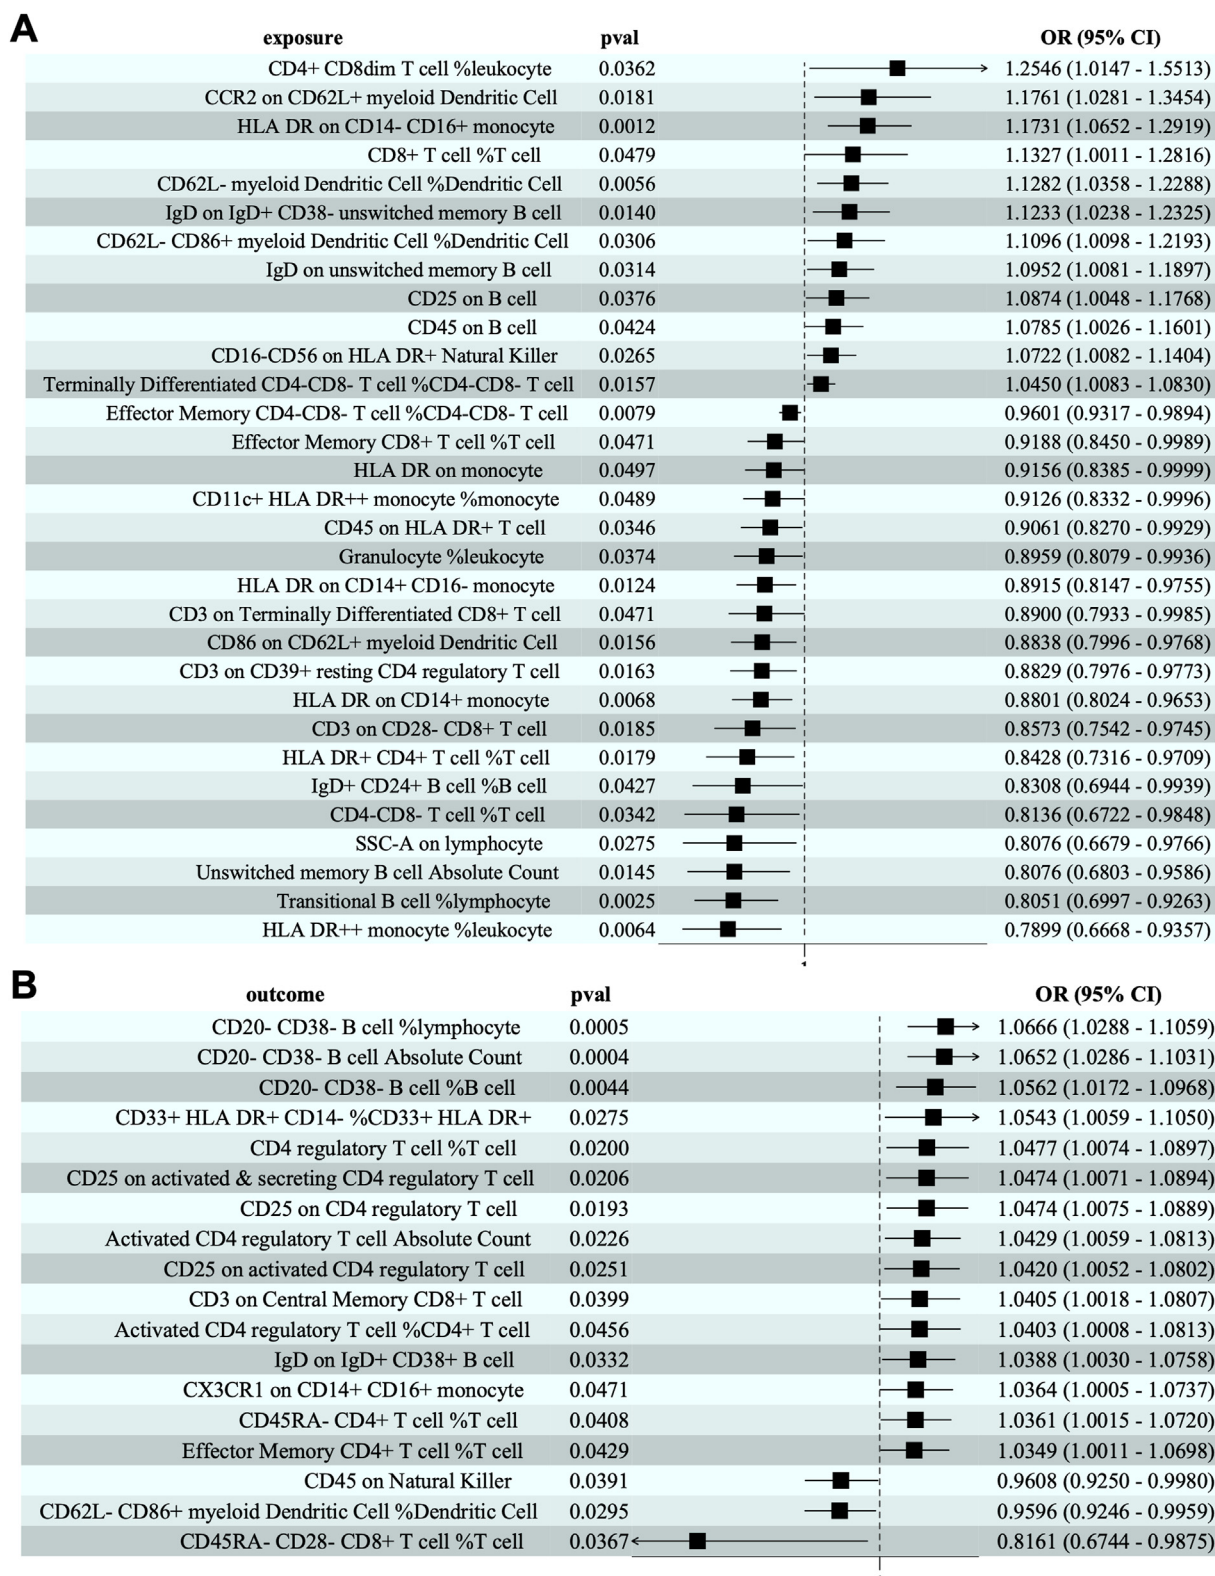 A
exposure pval OR (95% CI)
CD4+ CD8dim T cell %leukocyte 0.0362 1.2546 (1.0147 - 1.5513)
CCR2 on CD62L+ myeloid Dendritic Cell 0.0181 1.1761 (1.0281 - 1.3454)
HLA DR on CD14- CD16+ monocyte 0.0012 1.1731 (1.0652 - 1.2919)
CD8+ T cell %T cell 0.0479 1.1327 (1.0011 - 1.2816)
CD62L- myeloid Dendritic Cell %Dendritic Cell 0.0056 1.1282 (1.0358 - 1.2288)
IgD on IgD+ CD38- unswitched memory B cell 0.0140 1.1233 (1.0238 - 1.2325)
CD62L- CD86+ myeloid Dendritic Cell %Dendritic Cell 0.0306 1.1096 (1.0098 - 1.2193)
IgD on unswitched memory B cell 0.0314 1.0952 (1.0081 - 1.1897)
CD25 on B cell 0.0376 1.0874 (1.0048 - 1.1768)
CD45 on B cell 0.0424 1.0785 (1.0026 - 1.1601)
CD16-CD56 on HLA DR+ Natural Killer 0.0265 1.0722 (1.0082 - 1.1404)
Terminally Differentiated CD4-CD8- T cell %CD4-CD8- T cell 0.0157 1.0450 (1.0083 - 1.0830)
Effector Memory CD4-CD8- T cell %CD4-CD8- T cell 0.0079 0.9601 (0.9317 - 0.9894)
Effector Memory CD8+ T cell %T cell 0.0471 0.9188 (0.8450 - 0.9989)
HLA DR on monocyte 0.0497 0.9156 (0.8385 - 0.9999)
CD11c+ HLA DR++ monocyte %monocyte 0.0489 0.9126 (0.8332 - 0.9996)
CD45 on HLA DR+ T cell 0.0346 0.9061 (0.8270 - 0.9929)
Granulocyte %leukocyte 0.0374 0.8959 (0.8079 - 0.9936)
HLA DR on CD14+ CD16- monocyte 0.0124 0.8915 (0.8147 - 0.9755)
CD3 on Terminally Differentiated CD8+ T cell 0.0471 0.8900 (0.7933 - 0.9985)
CD86 on CD62L+ myeloid Dendritic Cell 0.0156 0.8838 (0.7996 - 0.9768)
CD3 on CD39+ resting CD4 regulatory T cell 0.0163 0.8829 (0.7976 - 0.9773)
HLA DR on CD14+ monocyte 0.0068 0.8801 (0.8024 - 0.9653)
CD3 on CD28- CD8+ T cell 0.0185 0.8573 (0.7542 - 0.9745)
HLA DR+ CD4+ T cell %T cell 0.0179 0.8428 (0.7316 - 0.9709)
IgD+ CD24+ B cell %B cell 0.0427 0.8308 (0.6944 - 0.9939)
CD4-CD8- T cell %T cell 0.0342 0.8136 (0.6722 - 0.9848)
SSC-A on lymphocyte 0.0275 0.8076 (0.6679 - 0.9766)
Unswitched memory B cell Absolute Count 0.0145 0.8076 (0.6803 - 0.9586)
Transitional B cell %lymphocyte 0.0025 0.8051 (0.6997 - 0.9263)
HLA DR++ monocyte %leukocyte 0.0064 0.7899 (0.6668 - 0.9357)
B
outcome pval OR (95% CI)
CD20- CD38- B cell %lymphocyte 0.0005 1.0666 (1.0288 - 1.1059)
CD20- CD38- B cell Absolute Count 0.0004 1.0652 (1.0286 - 1.1031)
CD20- CD38- B cell %B cell 0.0044 1.0562 (1.0172 - 1.0968)
CD33+ HLA DR+ CD14- %CD33+ HLA DR+ 0.0275 1.0543 (1.0059 - 1.1050)
CD4 regulatory T cell %T cell 0.0200 1.0477 (1.0074 - 1.0897)
CD25 on activated & secreting CD4 regulatory T cell 0.0206 1.0474 (1.0071 - 1.0894)
CD25 on CD4 regulatory T cell 0.0193 1.0474 (1.0075 - 1.0889)
Activated CD4 regulatory T cell Absolute Count 0.0226 1.0429 (1.0059 - 1.0813)
CD25 on activated CD4 regulatory T cell 0.0251 1.0420 (1.0052 - 1.0802)
CD3 on Central Memory CD8+ T cell 0.0399 1.0405 (1.0018 - 1.0807)
Activated CD4 regulatory T cell %CD4+ T cell 0.0456 1.0403 (1.0008 - 1.0813)
IgD on IgD+ CD38+ B cell 0.0332 1.0388 (1.0030 - 1.0758)
CX3CR1 on CD14+ CD16+ monocyte 0.0471 1.0364 (1.0005 - 1.0737)
CD45RA- CD4+ T cell %T cell 0.0408 1.0361 (1.0015 - 1.0720)
Effector Memory CD4+ T cell %T cell 0.0429 1.0349 (1.0011 - 1.0698)
CD45 on Natural Killer 0.0391 0.9608 (0.9250 - 0.9980)
CD62L- CD86+ myeloid Dendritic Cell %Dendritic Cell 0.0295 0.9596 (0.9246 - 0.9959)
CD45RA- CD28- CD8+ T cell %T cell 0.0367 0.8161 (0.6744 - 0.9875)